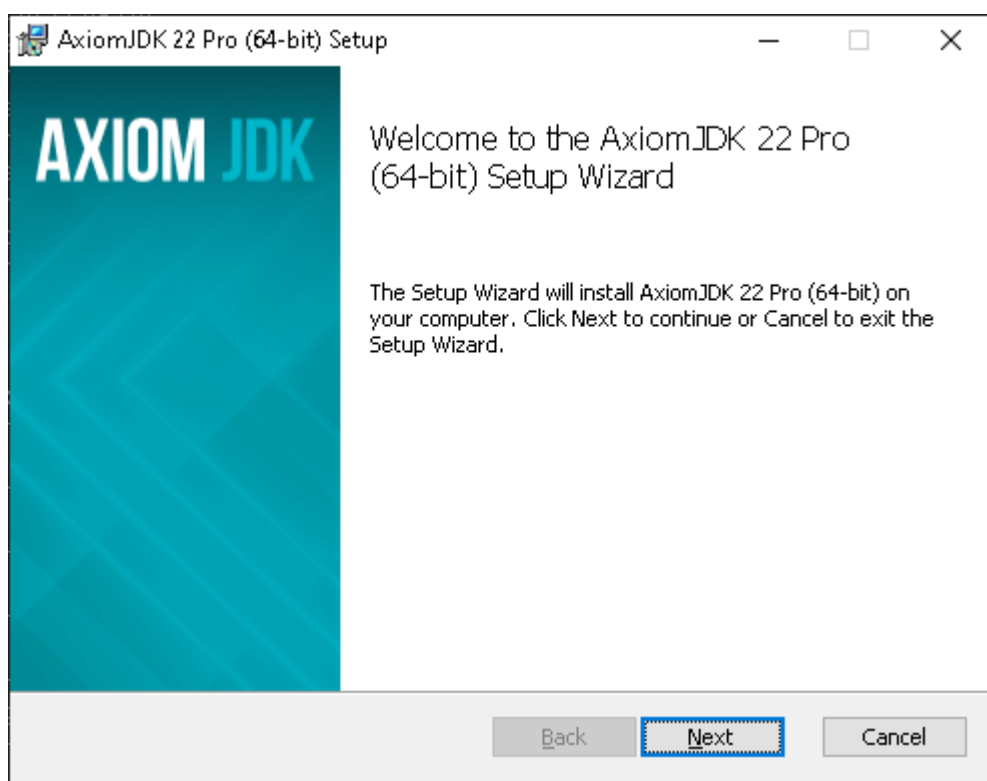 AxiomJDK 22 Pro (64-bit) Setup
AXIOM JDK
Welcome to the AxiomJDK 22 Pro
(64-bit) Setup Wizard
The Setup Wizard will install AxiomJDK 22 Pro (64-bit) on
your computer. Click Next to continue or Cancel to exit the
Setup Wizard.
Back Next Cancel